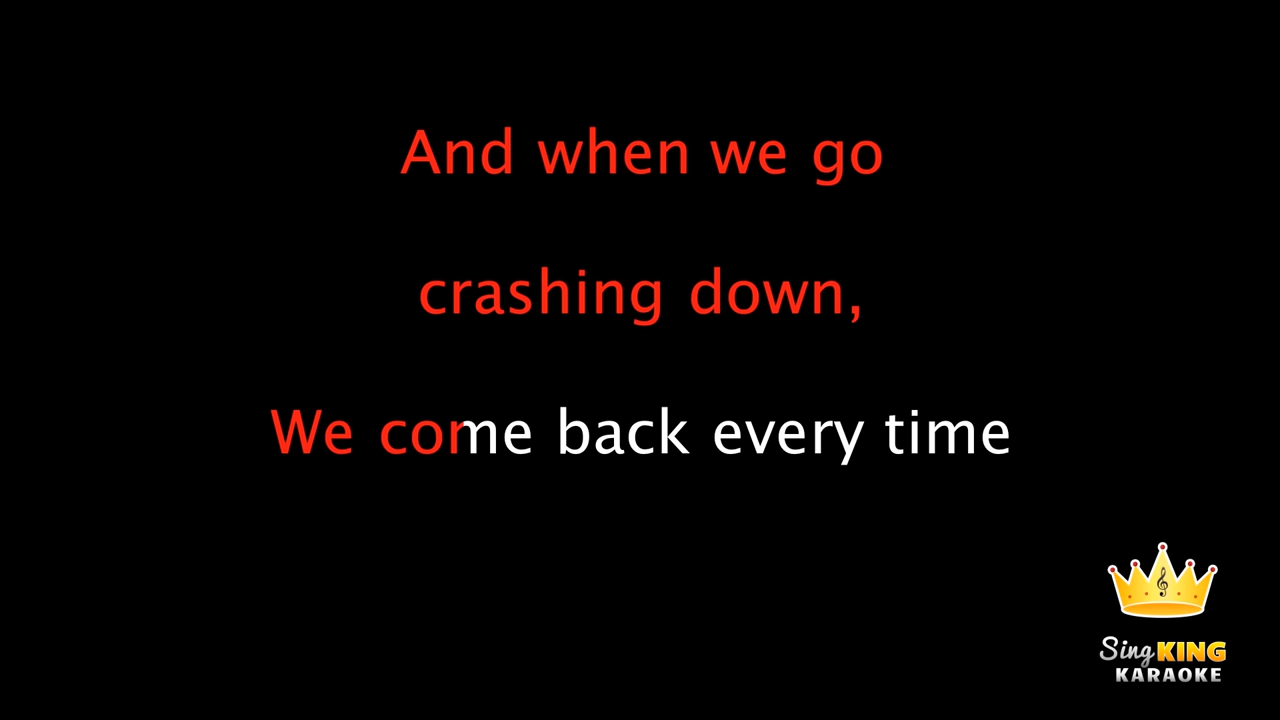 And when we go
crashing down,
We come back every time
Sing KING
KARAOKE